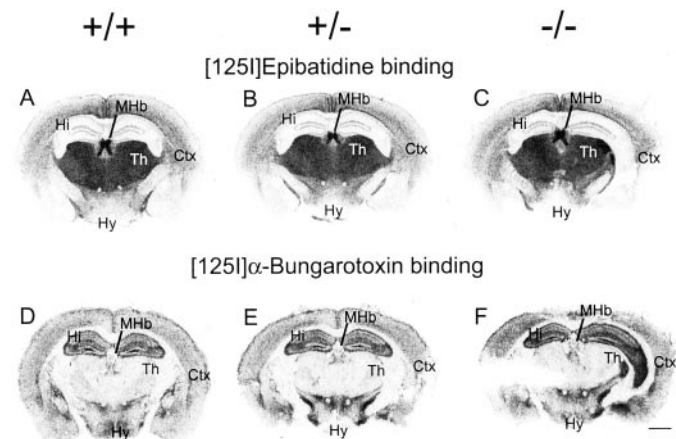 +/+ +/- -/-
[125I]Epibatidine binding
A B C
MHb MHb MHb
Hi Hi Hi
Th Th Th
Ctx Ctx Ctx
Hy Hy Hy
[125I]α-Bungarotoxin binding
D E F
MHb MHb MHb
Hi Hi Hi
Th Th Th
Ctx Ctx Ctx
Hy Hy Hy